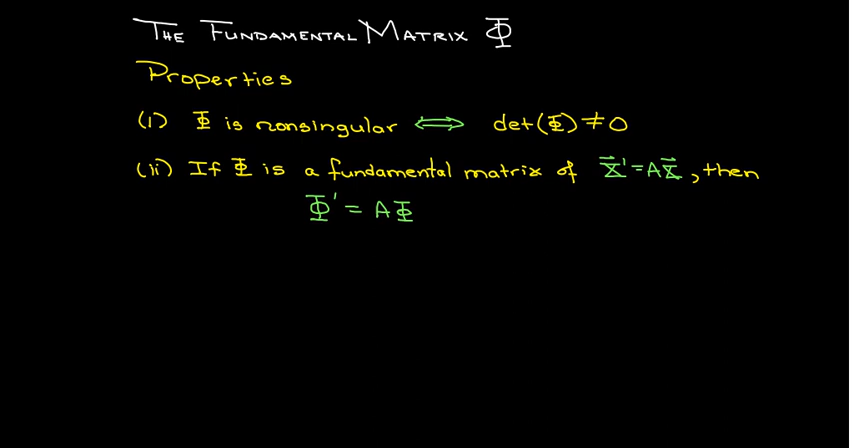 The Fundamental Matrix Φ
Properties
(i) Φ is nonsingular ⟺ det(Φ) ≠ 0
(ii) If Φ is a fundamental matrix of X⃗' = AX⃗, then
Φ' = AΦ